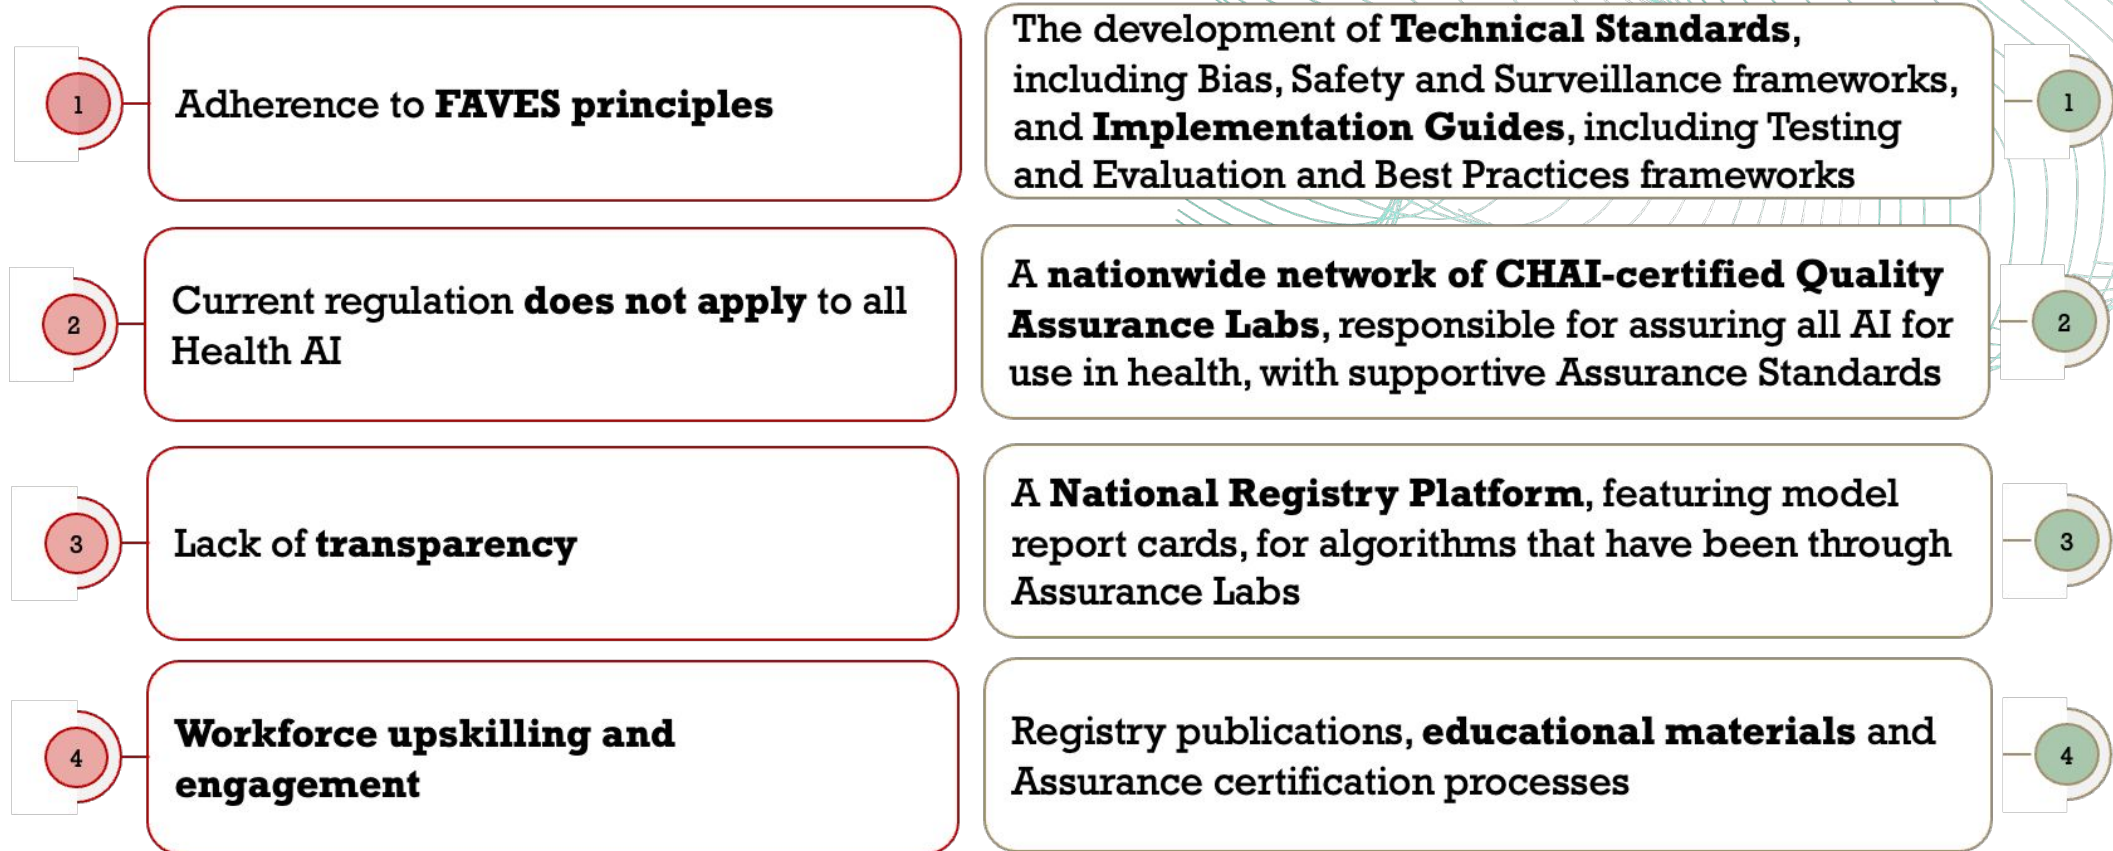 1
Adherence to FAVES principles
The development of Technical Standards,
including Bias, Safety and Surveillance frameworks,
and Implementation Guides, including Testing
and Evaluation and Best Practices frameworks
1
2
Current regulation does not apply to all
Health AI
A nationwide network of CHAI-certified Quality
Assurance Labs, responsible for assuring all AI for
use in health, with supportive Assurance Standards
2
3
Lack of transparency
A National Registry Platform, featuring model
report cards, for algorithms that have been through
Assurance Labs
3
4
Workforce upskilling and
engagement
Registry publications, educational materials and
Assurance certification processes
4